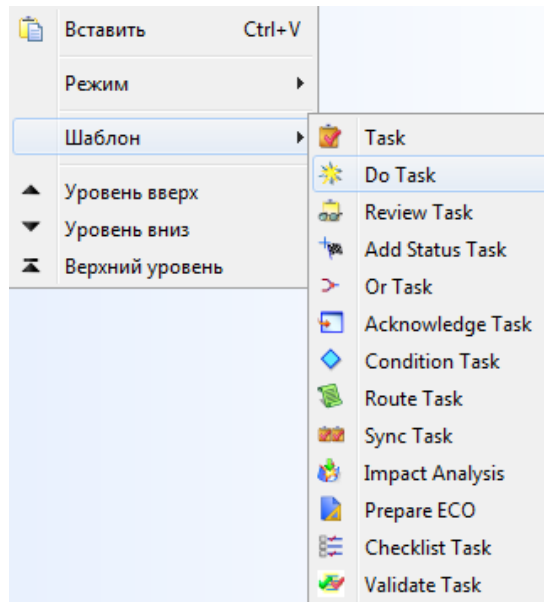 Вставить Ctrl+V
Режим
Шаблон
Уровень вверх
Уровень вниз
Верхний уровень
Task
Do Task
Review Task
Add Status Task
Or Task
Acknowledge Task
Condition Task
Route Task
Sync Task
Impact Analysis
Prepare ECO
Checklist Task
Validate Task